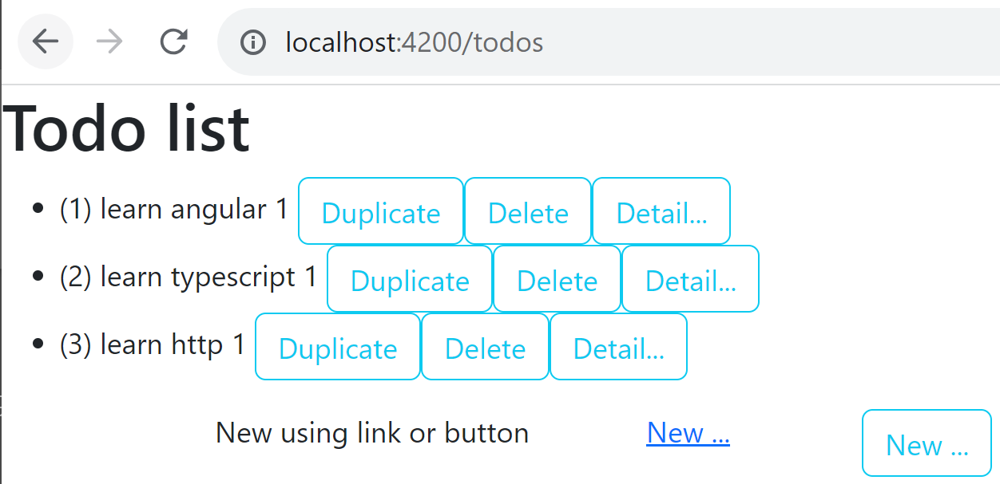 localhost:4200/todos
Todo list
(1) learn angular 1 Duplicate Delete Detail...
(2) learn typescript 1 Duplicate Delete Detail...
(3) learn http 1 Duplicate Delete Detail...
New using link or button New ... New ...